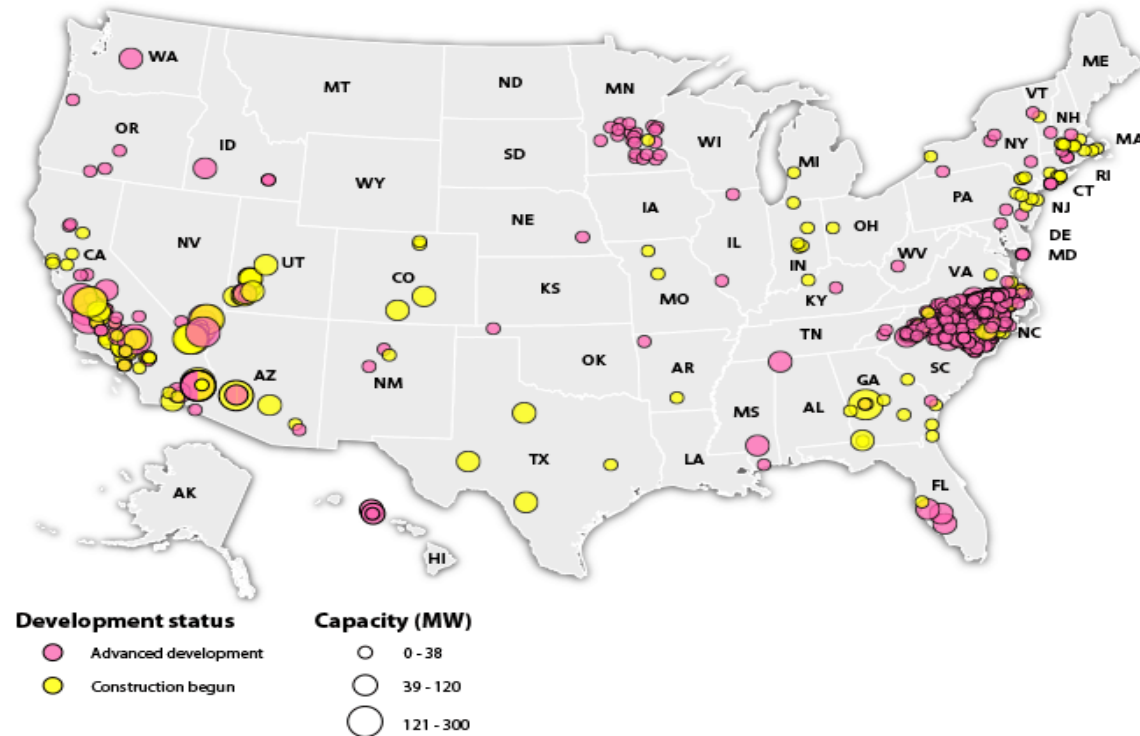 WA
MT
ND
MN
ME
VT
NH
OR
ID
SD
WI
NY
MA
MI
WY
RI
CT
IA
PA
NJ
NE
NV
OH
DE
CA
UT
IL
WV
MD
CO
IN
VA
KS
MO
KY
NC
TN
OK
AZ
NM
AR
SC
GA
MS
AL
TX
LA
FL
AK
HI
Development status
Advanced development
Construction begun
Capacity (MW)
0 - 38
39 - 120
121 - 300